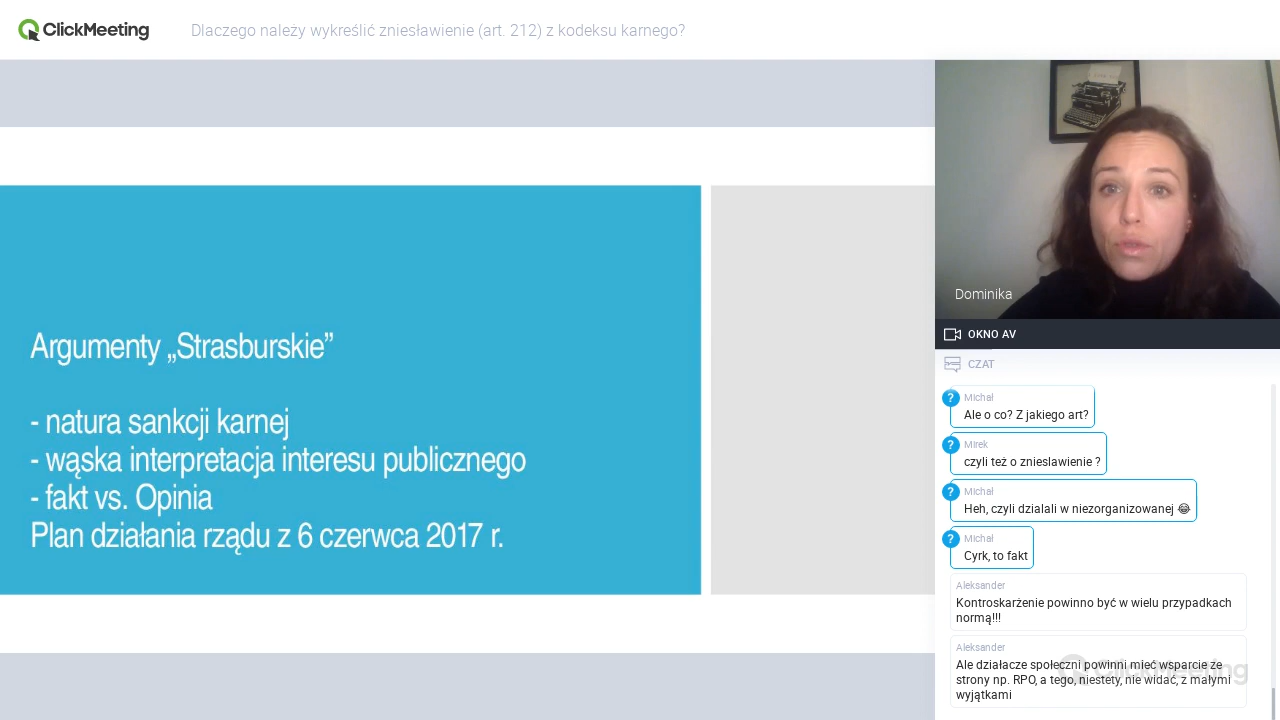 ClickMeeting
Dlaczego należy wykreślić zniesławienie (art. 212) z kodeksu karnego?
Argumenty „Strasburskie”
- natura sankcji karnej
- wąska interpretacja interesu publicznego
- fakt vs. Opinia
Plan działania rządu z 6 czerwca 2017 r.
Dominika
OKNO AV
CZAT
?
Michał
Ale o co? Z jakiego art?
?
Mirek
czyli też o znieslawienie ?
?
Michał
Heh, czyli dzialali w niezorganizowanej 😂
?
Michał
Cyrk, to fakt
Aleksander
Kontroskarżenie powinno być w wielu przypadkach
normą!!!
Aleksander
Ale działacze społeczni powinni mieć wsparcie ze
strony np. RPO, a tego, niestety, nie widać, z małymi
wyjątkami
ClickMeeting